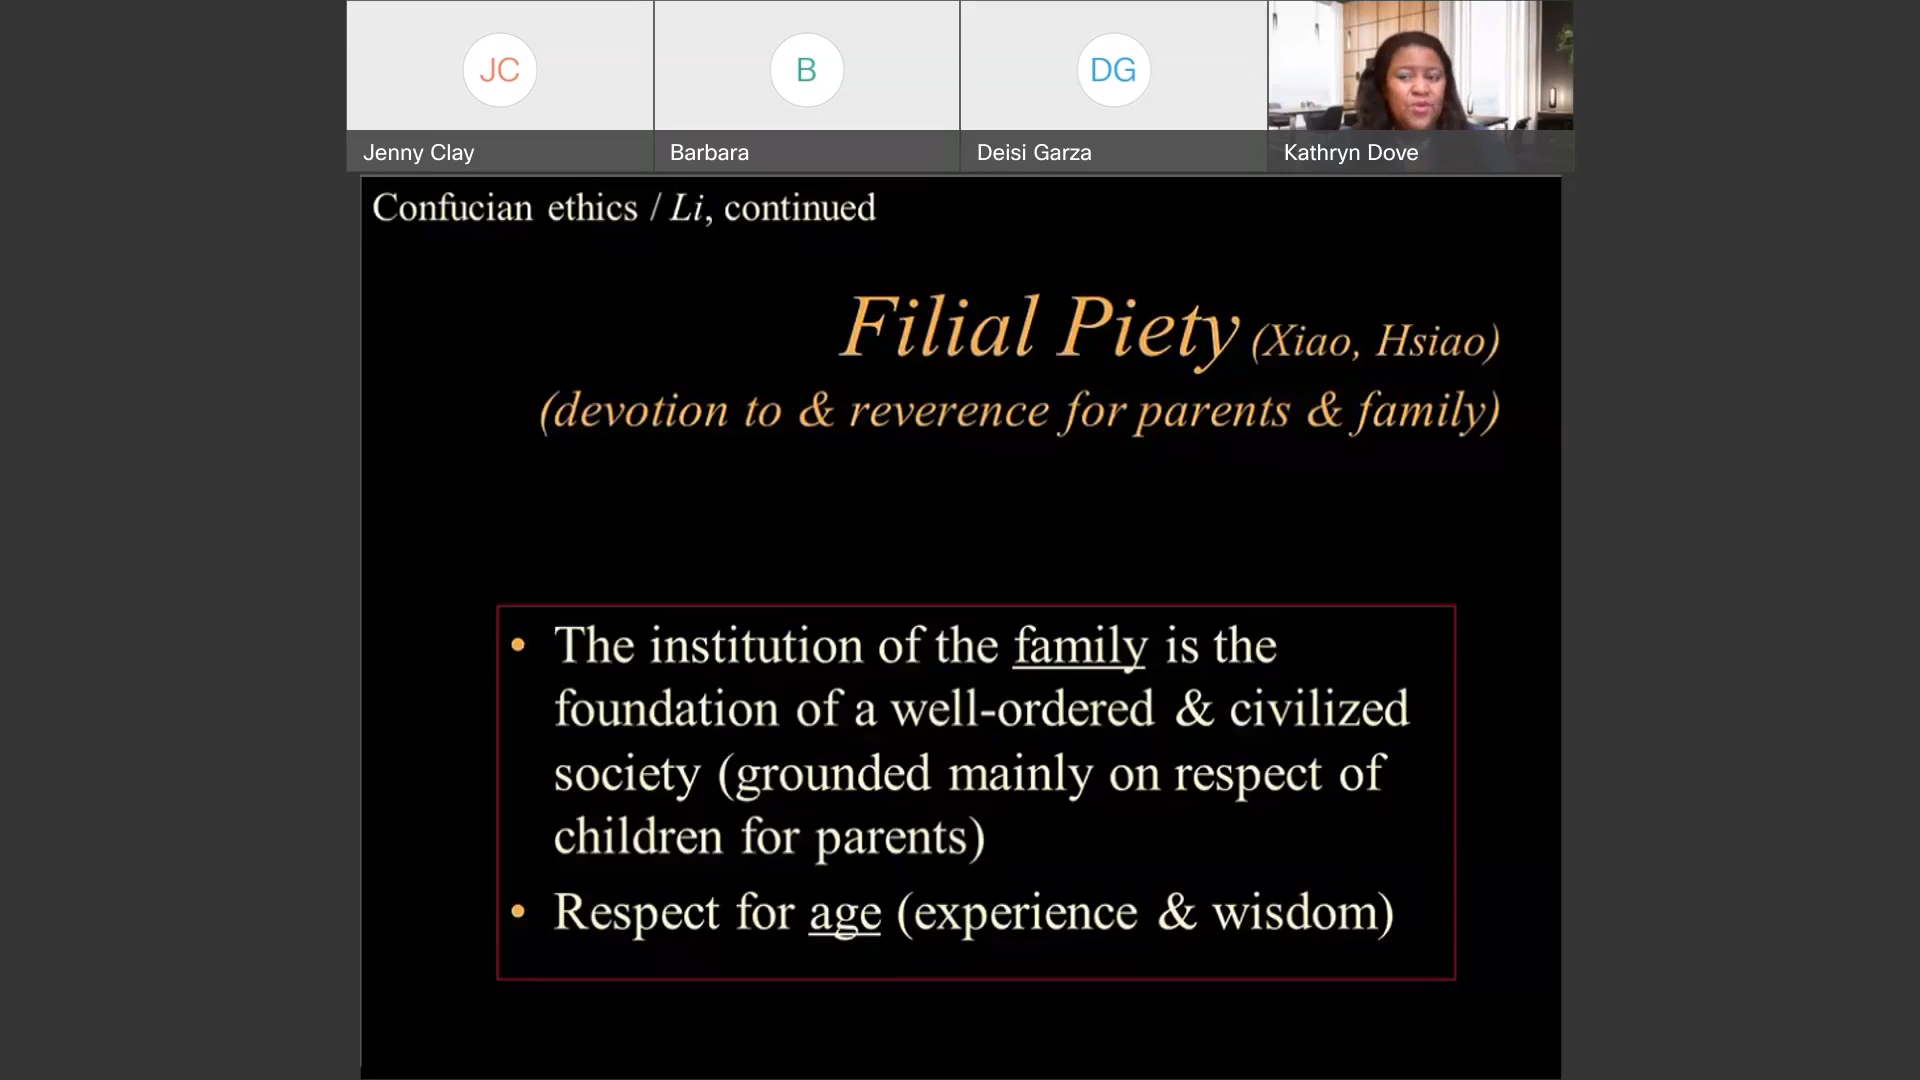 JC
B
DG
Jenny Clay
Barbara
Deisi Garza
Kathryn Dove
Confucian ethics / Li, continued
Filial Piety (Xiao, Hsiao)
(devotion to & reverence for parents & family)
• The institution of the family is the
foundation of a well-ordered & civilized
society (grounded mainly on respect of
children for parents)
• Respect for age (experience & wisdom)